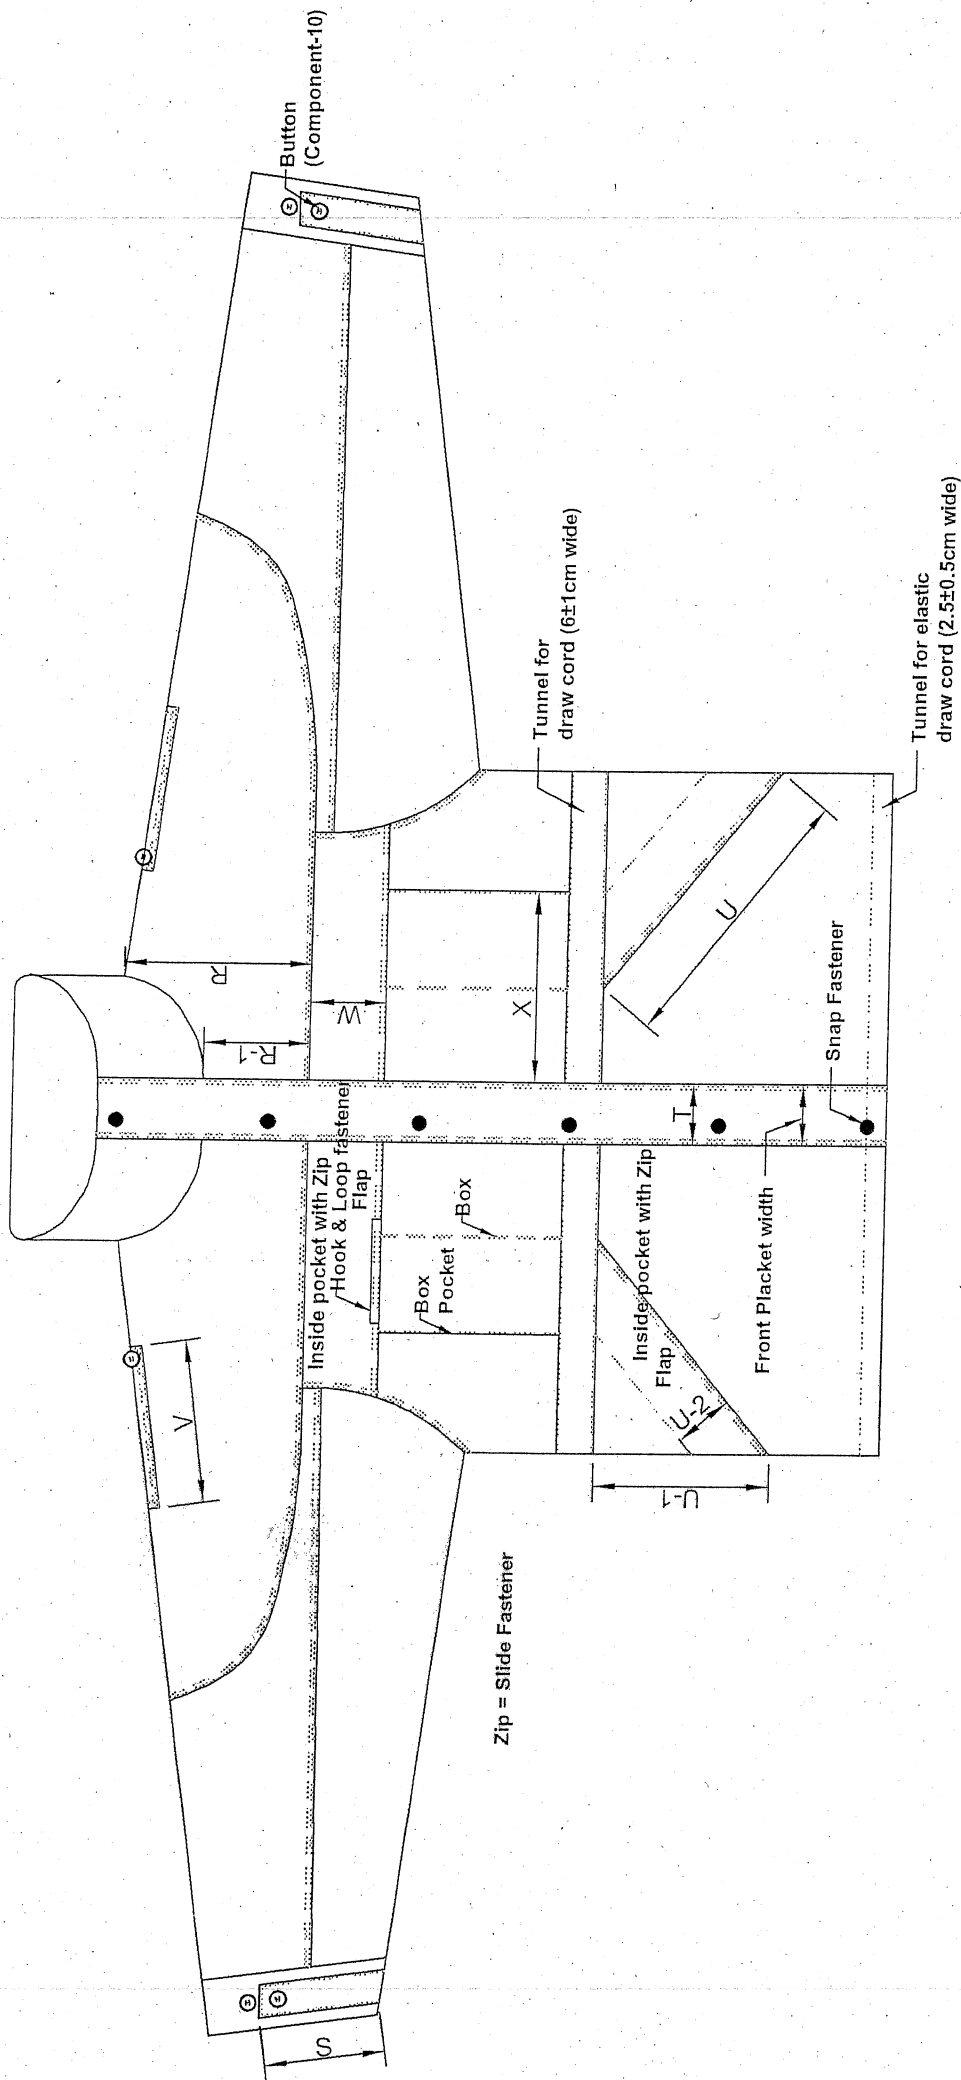 Button
(Component-10)
Tunnel for
draw cord (6±1cm wide)
Tunnel for elastic
draw cord (2.5±0.5cm wide)
R
R-1
W
X
U
Snap Fastener
T
Front Placket width
Inside pocket with Zip
Hook & Loop fastener
Flap
Box
Box
Pocket
Inside pocket with Zip
Flap
U-2
U-1
V
S
Zip = Slide Fastener